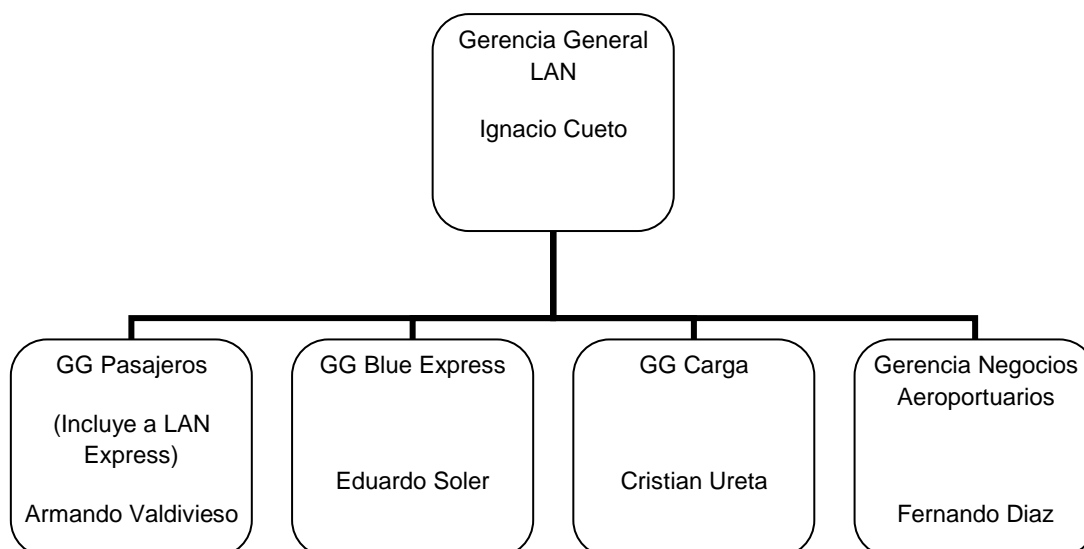 Gerencia General
LAN
Ignacio Cueto
GG Pasajeros
(Incluye a LAN
Express)
Armando Valdivieso
GG Blue Express
Eduardo Soler
GG Carga
Cristian Ureta
Gerencia Negocios
Aeroportuarios
Fernando Diaz